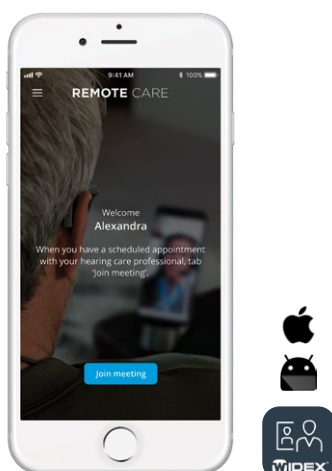 9:41 AM
100%
REMOTE CARE
Welcome
Alexandra
When you have a scheduled appointment
with your hearing care professional, tab
'Join meeting'.
Join meeting
WIDEX